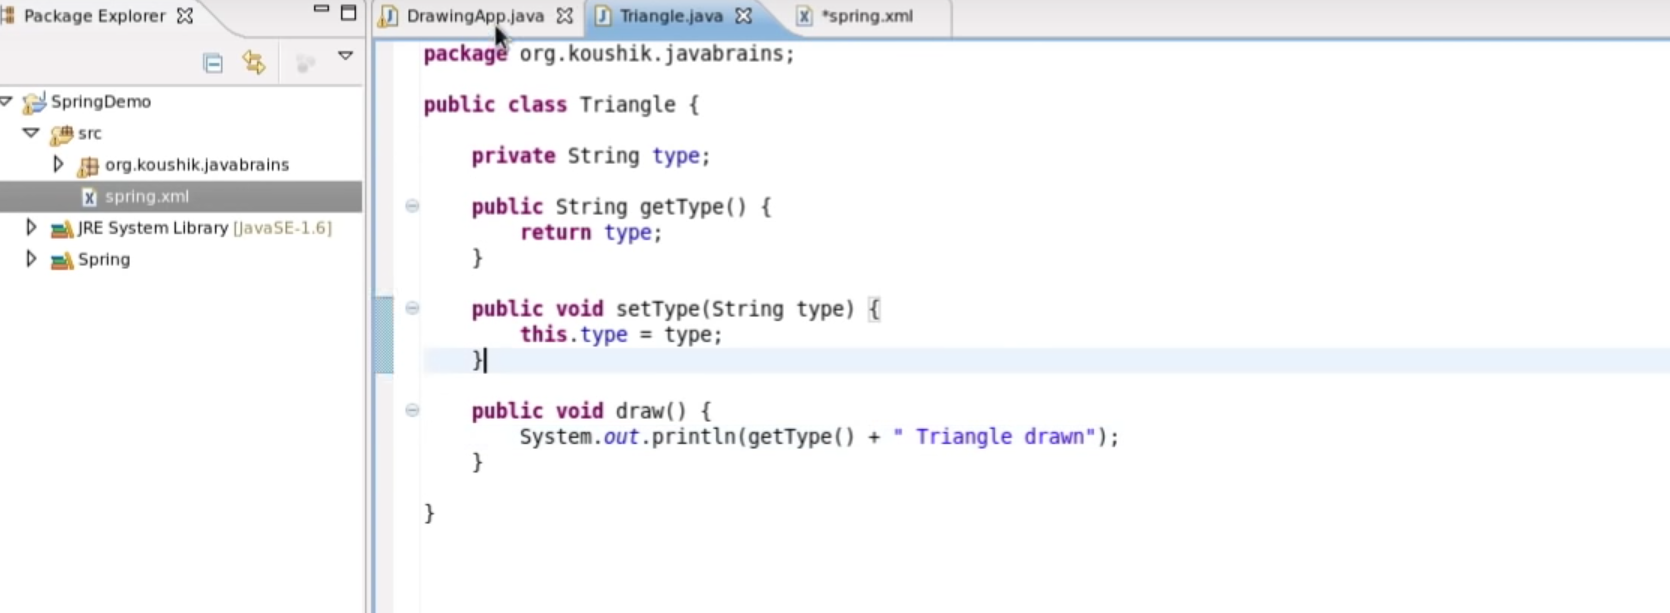 Package Explorer
SpringDemo
src
org.koushik.javabrains
spring.xml
JRE System Library [JavaSE-1.6]
Spring
DrawingApp.java
Triangle.java
*spring.xml
package org.koushik.javabrains;
public class Triangle {
private String type;
public String getType() {
return type;
}
public void setType(String type) {
this.type = type;
}
public void draw() {
System.out.println(getType() + " Triangle drawn");
}
}